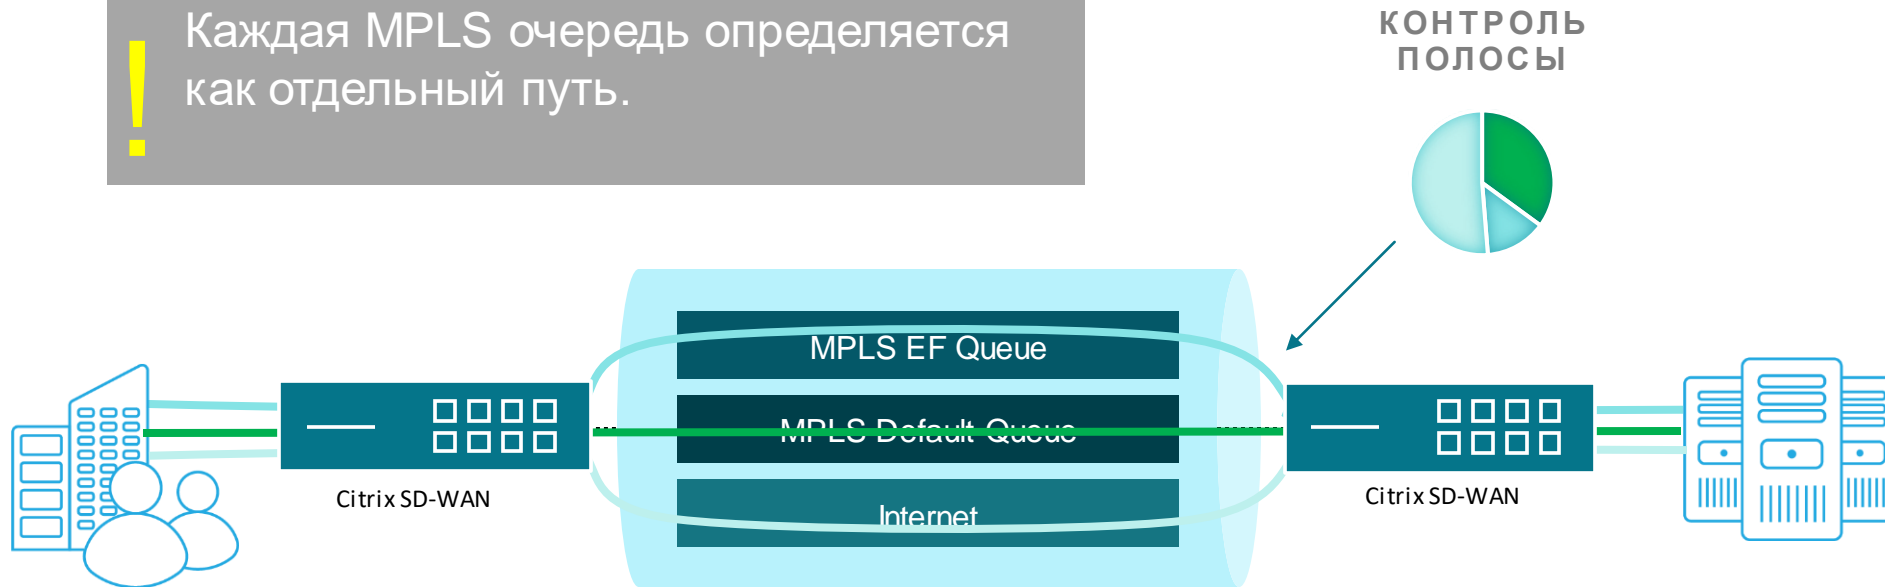 Каждая MPLS очередь определяется
как отдельный путь.
!
КОНТРОЛЬ
ПОЛОСЫ
MPLS EF Queue
MPLS Default Queue
Internet
Citrix SD-WAN
Citrix SD-WAN